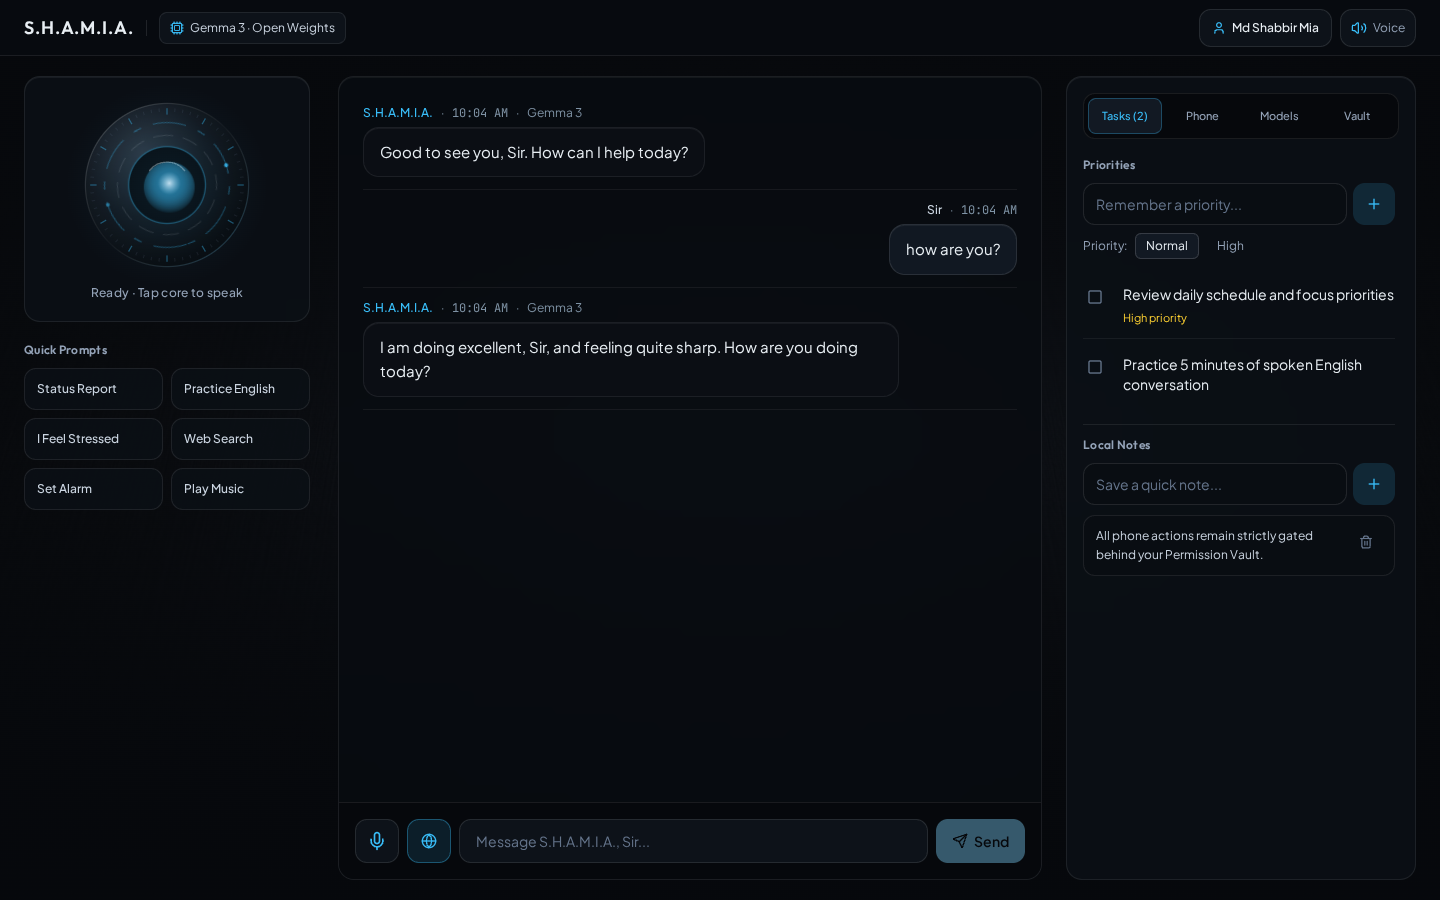 S.H.A.M.I.A.
Gemma 3 · Open Weights
Md Shabbir Mia
Voice
Ready · Tap core to speak
Quick Prompts
Status Report
Practice English
I Feel Stressed
Web Search
Set Alarm
Play Music
S.H.A.M.I.A. · 10:04 AM · Gemma 3
Good to see you, Sir. How can I help today?
Sir · 10:04 AM
how are you?
S.H.A.M.I.A. · 10:04 AM · Gemma 3
I am doing excellent, Sir, and feeling quite sharp. How are you doing
today?
Message S.H.A.M.I.A., Sir...
Send
Tasks (2)
Phone
Models
Vault
Priorities
Remember a priority...
Priority:
Normal
High
Review daily schedule and focus priorities
High priority
Practice 5 minutes of spoken English
conversation
Local Notes
Save a quick note...
All phone actions remain strictly gated
behind your Permission Vault.